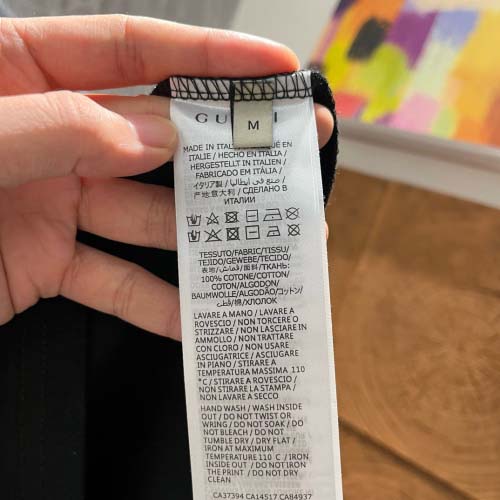 M
MADE IN ITALY
ITALIE / HECHO EN ITALIA /
HERGESTELLT IN ITALIEN /
FABRICADO EM ITÁLIA /
イタリア製 / صنع في ايطاليا /
产地意大利 / СДЕЛАНО В
ИТАЛИИ
TESSUTO/FABRIC/TISSU/
TEJIDO/GEWEBE/TECIDO/
表地/قماش/面料/ТКАНЬ:
100% COTONE/COTTON/
COTON/ALGODON/
BAUMWOLLE/ALGODÃO/コットン/
قطن/棉/ХЛОПОК
LAVARE A MANO / LAVARE A
ROVESCIO / NON TORCERE O
STRIZZARE / NON LASCIARE IN
AMMOLLO / NON TRATTARE
CON CLORO / NON USARE
ASCIUGATRICE / ASCIUGARE
IN PIANO / STIRARE A
TEMPERATURA MASSIMA 110
°C / STIRARE A ROVESCIO /
NON STIRARE LA STAMPA /
NON LAVARE A SECCO
HAND WASH / WASH INSIDE
OUT / DO NOT TWIST OR
WRING / DO NOT SOAK / DO
NOT BLEACH / DO NOT
TUMBLE DRY / DRY FLAT /
IRON AT MAXIMUM
TEMPERATURE 110 C / IRON
INSIDE OUT / DO NOT IRON
THE PRINT / DO NOT DRY
CLEAN
CA37394 CA14517 CA84937